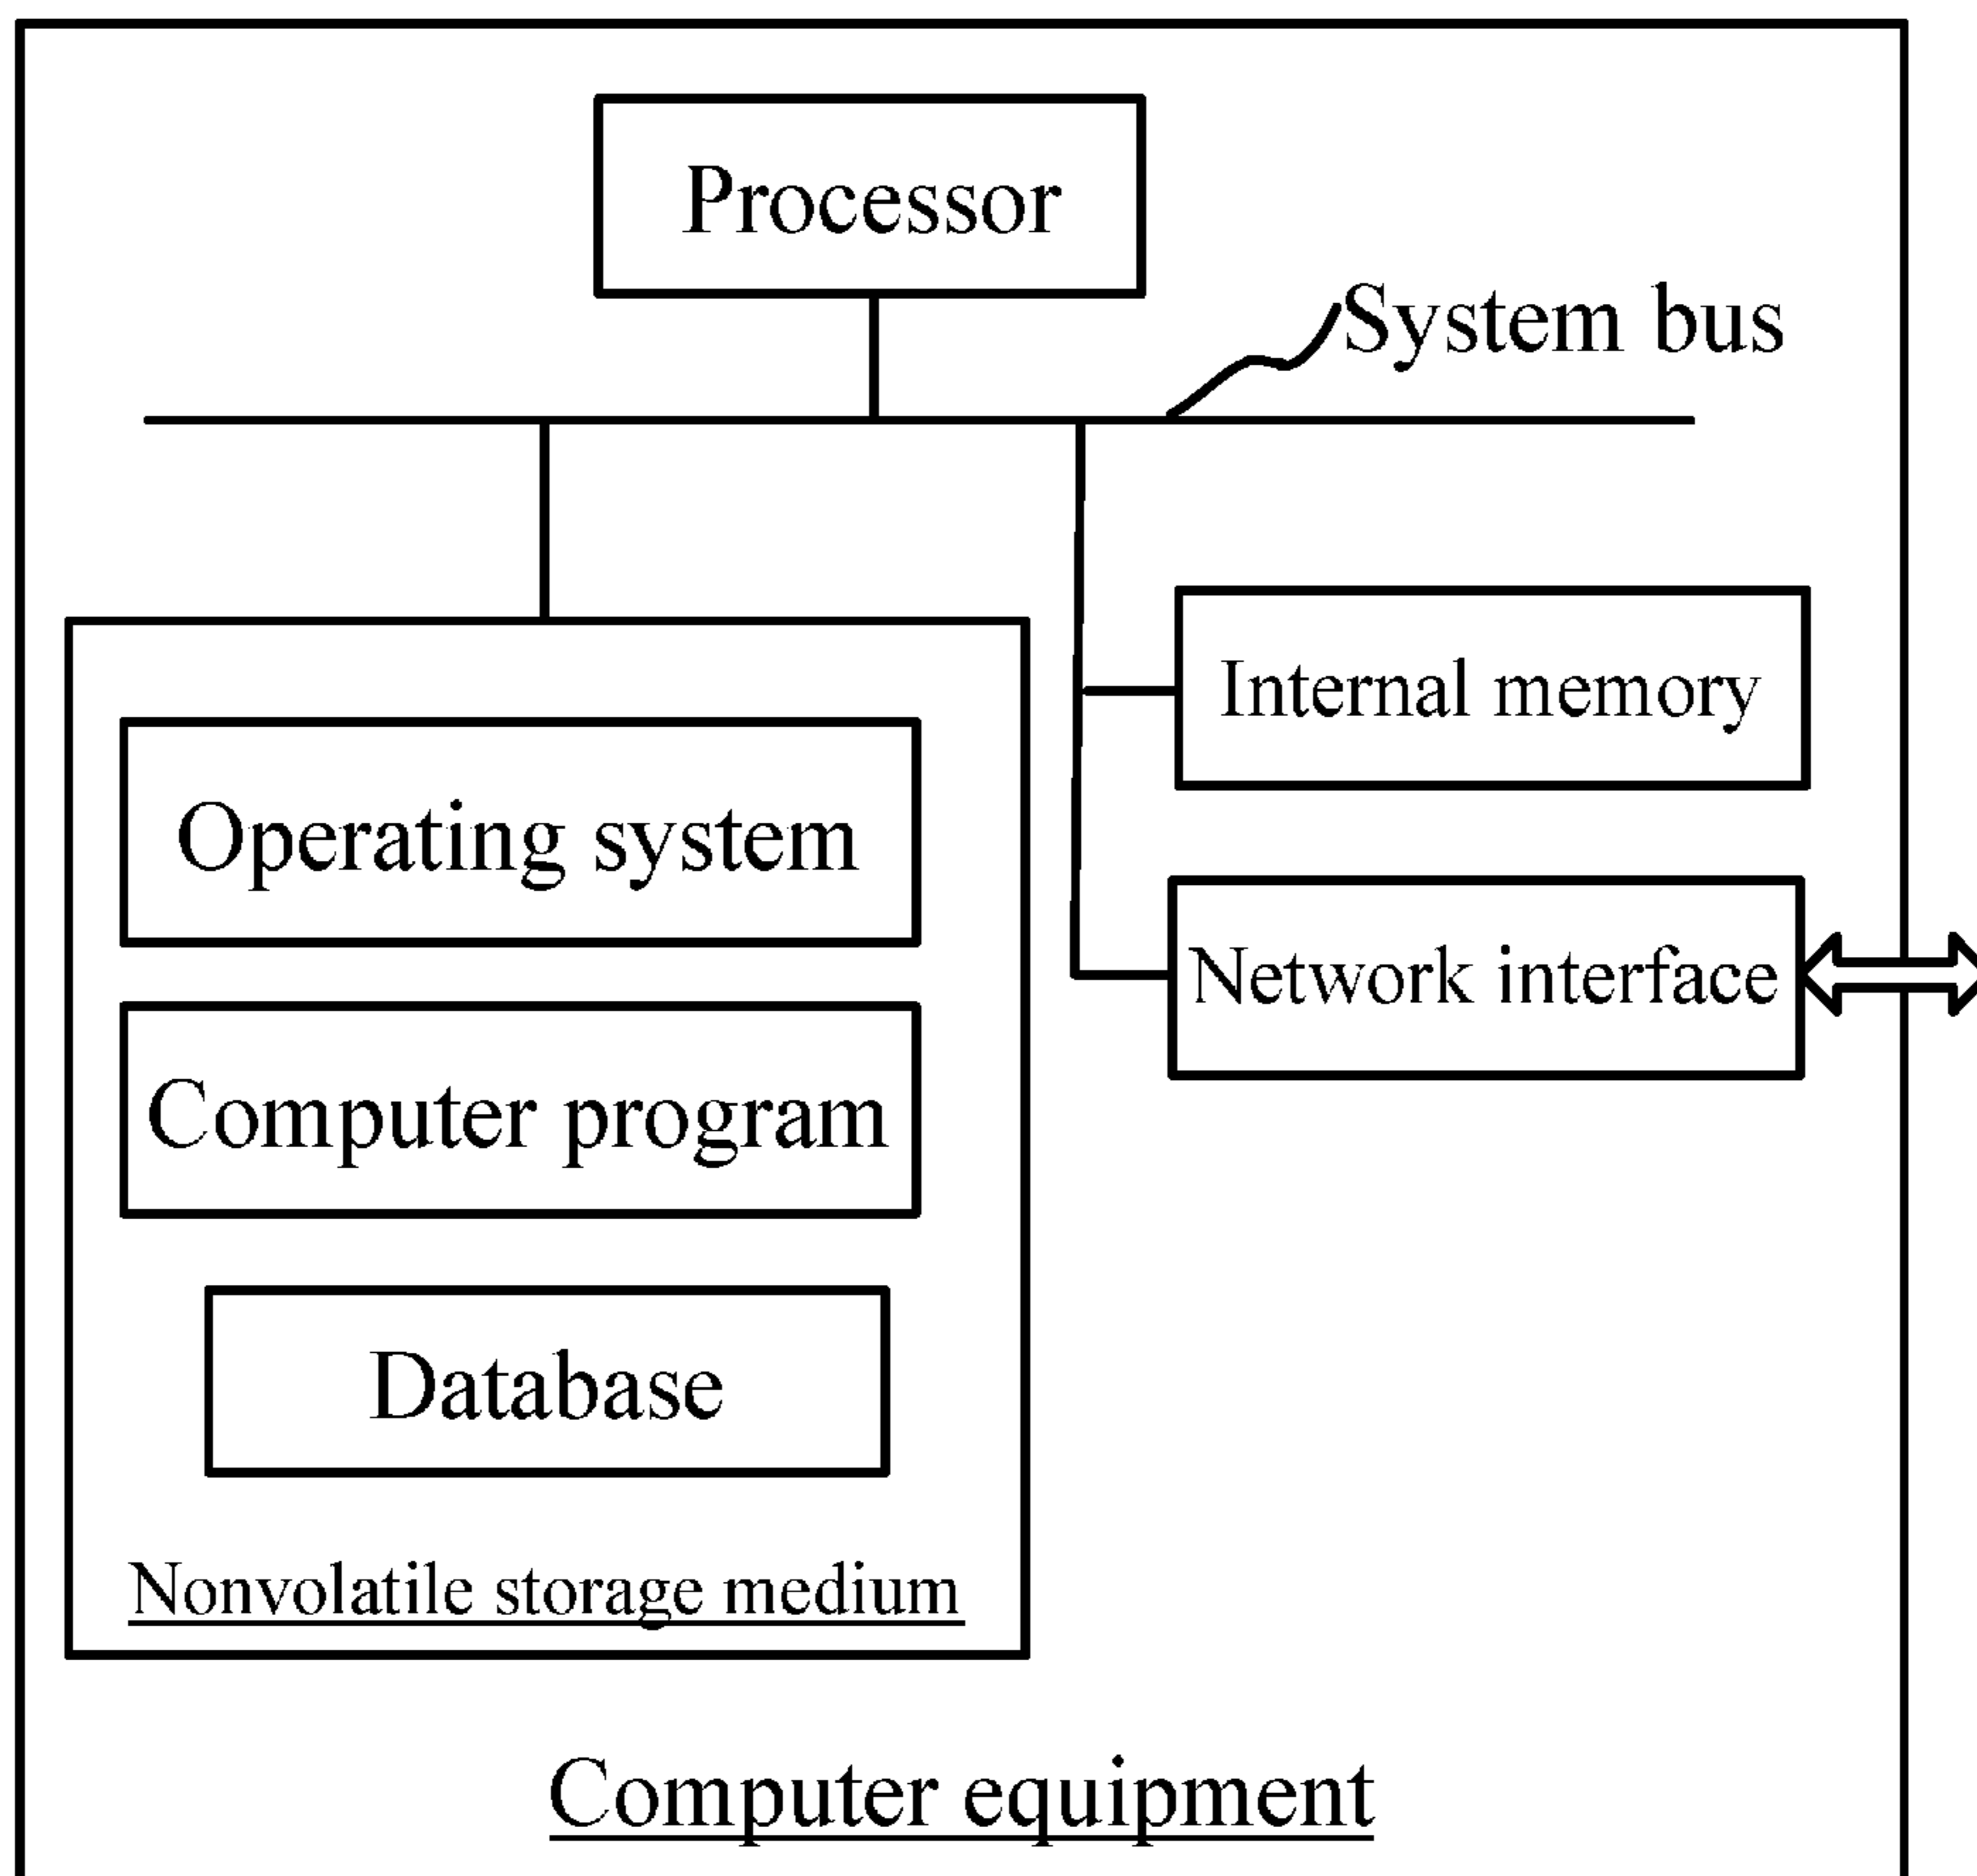 Processor
System bus
Internal memory
Operating system
Network interface
Computer program
Database
Nonvolatile storage medium
Computer equipment